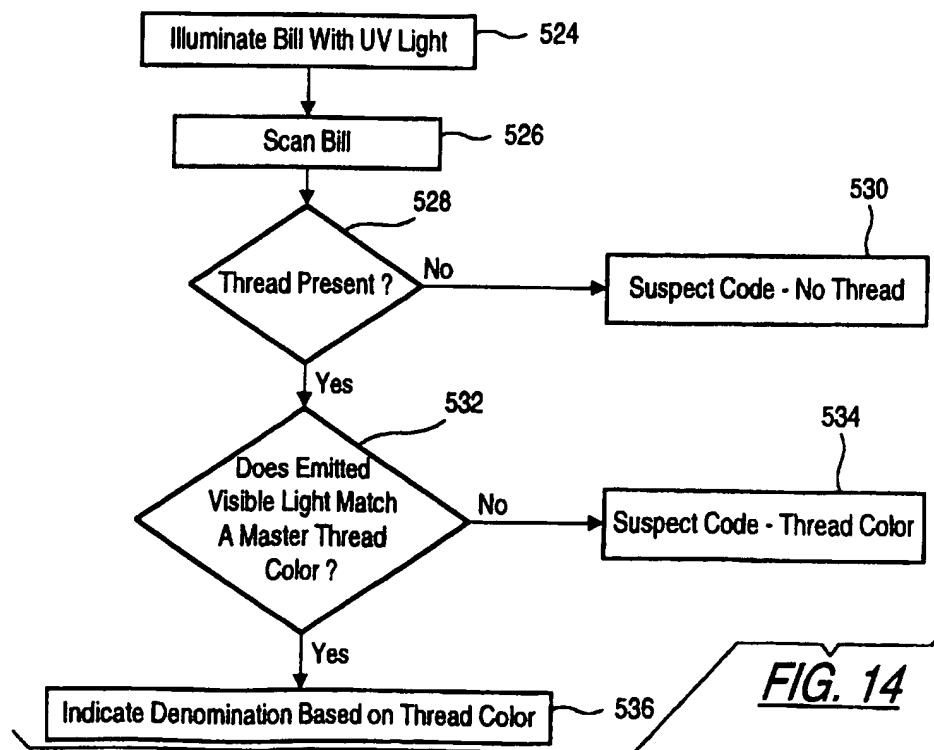 Illuminate Bill With UV Light
524
Scan Bill
526
528
Thread Present ?
No
530
Suspect Code - No Thread
Yes
532
Does Emitted
Visible Light Match
A Master Thread
Color ?
No
534
Suspect Code - Thread Color
Yes
Indicate Denomination Based on Thread Color
536
FIG. 14